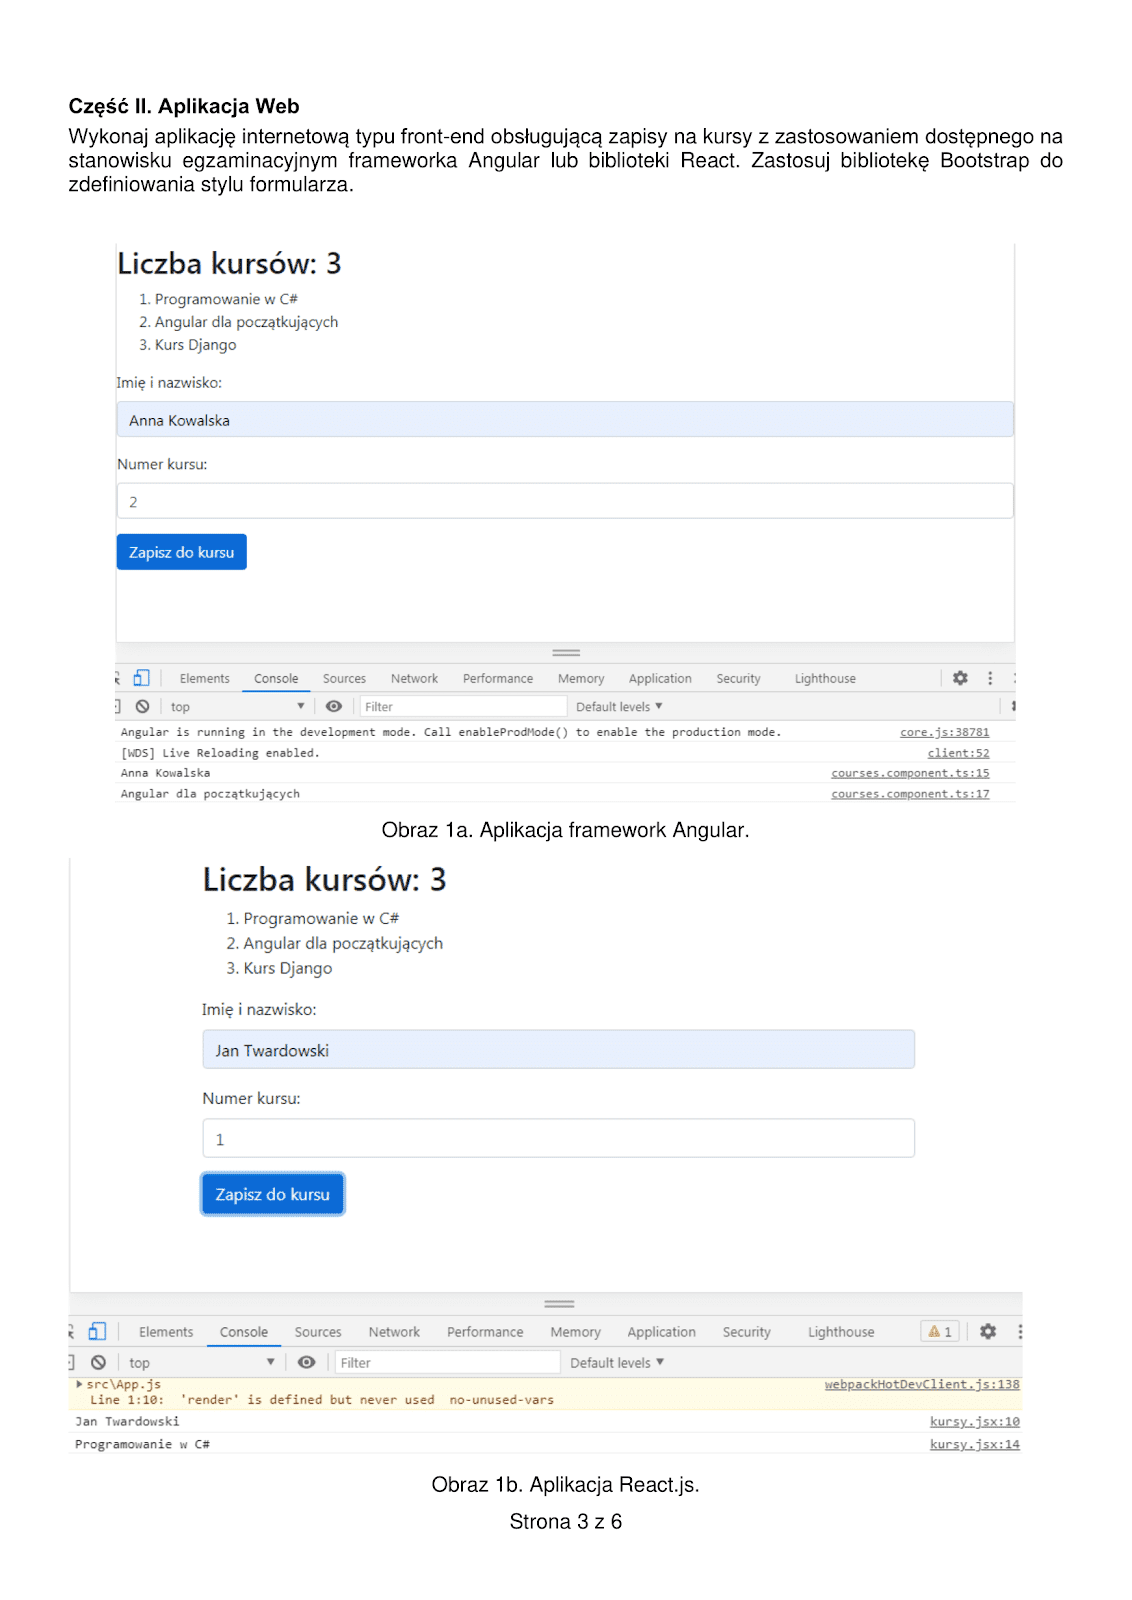 Część II. Aplikacja Web
Wykonaj aplikację internetową typu front-end obsługującą zapisy na kursy z zastosowaniem dostępnego na
stanowisku egzaminacyjnym frameworka Angular lub biblioteki React. Zastosuj bibliotekę Bootstrap do
zdefiniowania stylu formularza.
Liczba kursów: 3
1. Programowanie w C#
2. Angular dla początkujących
3. Kurs Django
Imię i nazwisko:
Anna Kowalska
Numer kursu:
2
Zapisz do kursu
Elements Console Sources Network Performance Memory Application Security Lighthouse
top Filter Default levels
Angular is running in the development mode. Call enableProdMode() to enable the production mode. core.js:38781
[WDS] Live Reloading enabled. client:52
Anna Kowalska courses.component.ts:15
Angular dla początkujących courses.component.ts:17
Obraz 1a. Aplikacja framework Angular.
Liczba kursów: 3
1. Programowanie w C#
2. Angular dla początkujących
3. Kurs Django
Imię i nazwisko:
Jan Twardowski
Numer kursu:
1
Zapisz do kursu
Elements Console Sources Network Performance Memory Application Security Lighthouse 1
top Filter Default levels
src\App.js webpackHotDevClient.js:138
Line 1:10: 'render' is defined but never used no-unused-vars
Jan Twardowski kursy.jsx:10
Programowanie w C# kursy.jsx:14
Obraz 1b. Aplikacja React.js.
Strona 3 z 6